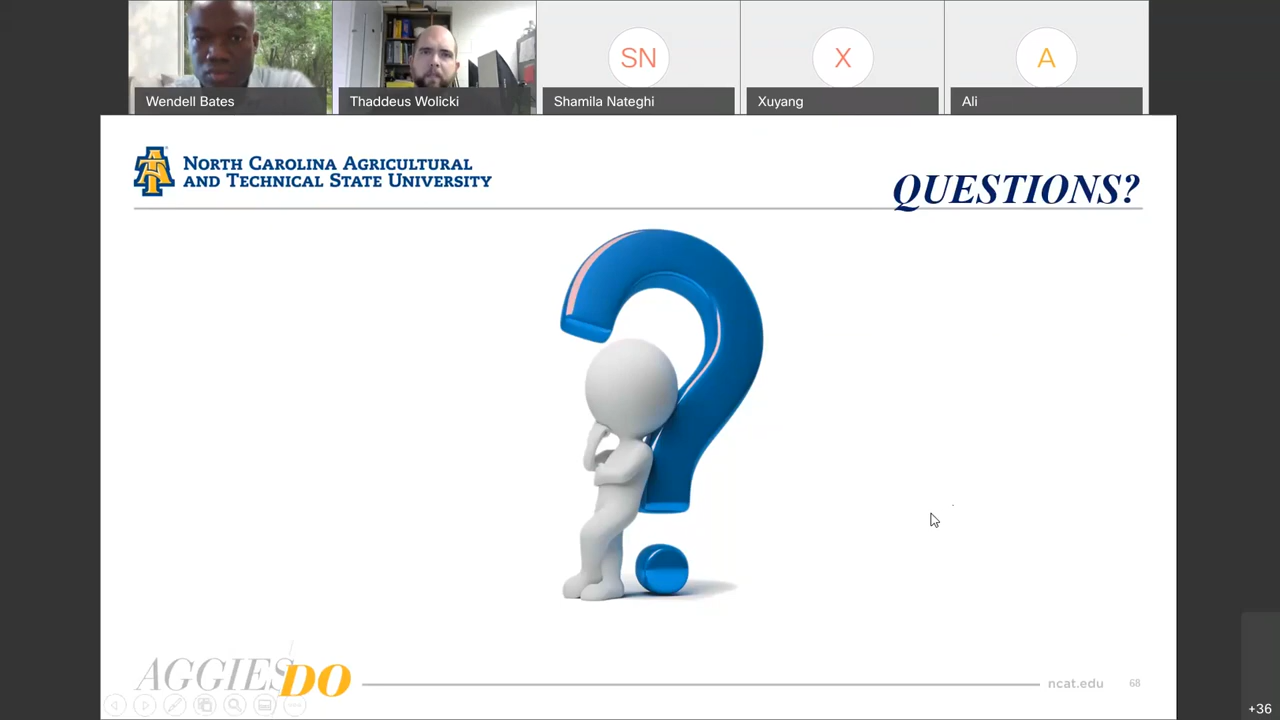 SN
X
A
Wendell Bates
Thaddeus Wolicki
Shamila Nateghi
Xuyang
Ali
NORTH CAROLINA AGRICULTURAL
AND TECHNICAL STATE UNIVERSITY
QUESTIONS?
AGGIES DO
ncat.edu
68
+36